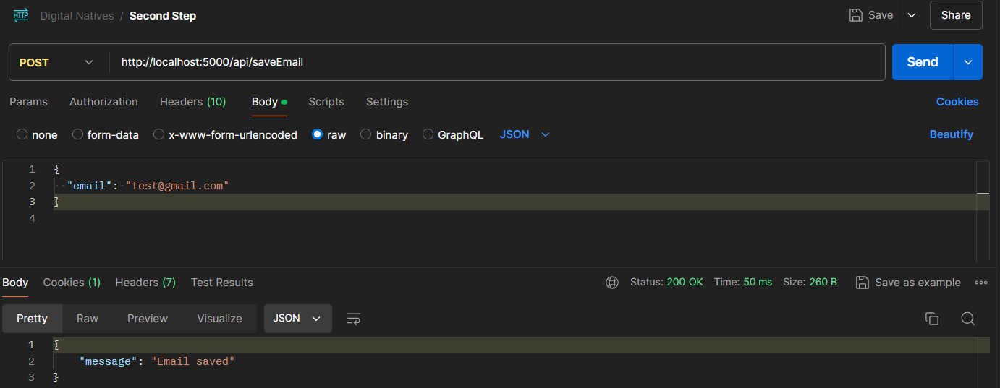 HTTP Digital Natives / Second Step Save Share
POST http://localhost:5000/api/saveEmail Send
Params Authorization Headers (10) Body Scripts Settings Cookies
none form-data x-www-form-urlencoded raw binary GraphQL JSON Beautify
1 {
2 "email": "test@gmail.com"
3 }
4
Body Cookies (1) Headers (7) Test Results Status: 200 OK Time: 50 ms Size: 260 B Save as example
Pretty Raw Preview Visualize JSON
1 {
2 "message": "Email saved"
3 }